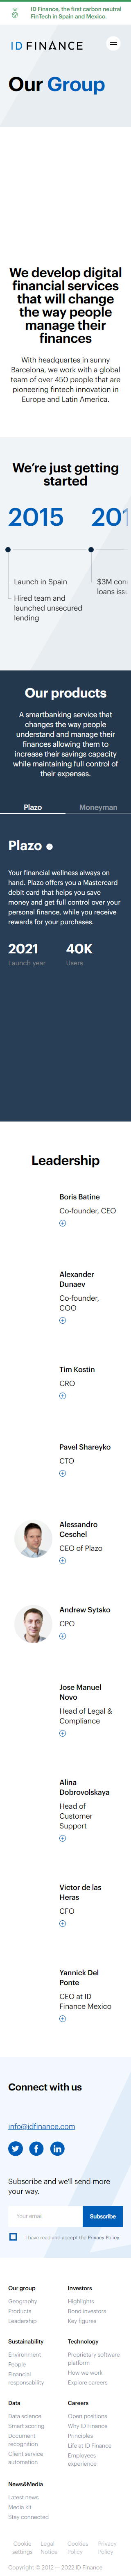 ID Finance, the first carbon neutral
FinTech in Spain and Mexico.
ID FINANCE
Our Group
We develop digital
financial services
that will change
the way people
manage their
finances
With headquartes in sunny
Barcelona, we work with a global
team of over 450 people that are
pioneering fintech innovation in
Europe and Latin America.
We're just getting
started
2015
201
Launch in Spain
Hired team and
launched unsecured
lending
$3M
loans
Our products
A smartbanking service that
changes the way people
understand and manage their
finances allowing them to
increase their savings capacity
while maintaining full control of
their expenses.
Plazo
Moneyman
Plazo
Your financial wellness always on
hand. Plazo offers you a Mastercard
debit card that helps you save
money and get full control over your
personal finance, while you receive
rewards for your purchases.
2021
40K
Launch year
Users
Leadership
Boris Batine
Co-founder, CEO
Alexander
Dunaev
Co-founder,
COO
Tim Kostin
CRO
Pavel Shareyko
CTO
Alessandro
Ceschel
CEO of Plazo
Andrew Sytsko
CPO
Jose Manuel
Novo
Head of Legal &
Compliance
Alina
Dobrovolskaya
Head of
Customer
Support
Victor de las
Heras
CFO
Yannick Del
Ponte
CEO at ID
Finance Mexico
Connect with us
info@idfinance.com
Subscribe and we'll send more
your way.
Your email
Subscribe
I have read and accept the Privacy Policy
Our group
Geography
Products
Leadership
Investors
Highlights
Bond investors
Key figures
Sustainability
Environment
People
Financial
responsability
Technology
Proprietary software
platform
How we work
Explore careers
Data
Data science
Smart scoring
Document
recognition
Client service
automation
Careers
Open positions
Why ID Finance
Principles
Life at ID Finance
Employees
experience
News&Media
Latest news
Media kit
Stay connected
Cookie
settings
Legal
Notice
Cookies
Policy
Privacy
Policy
Copyright © 2012 — 2022 ID Finance